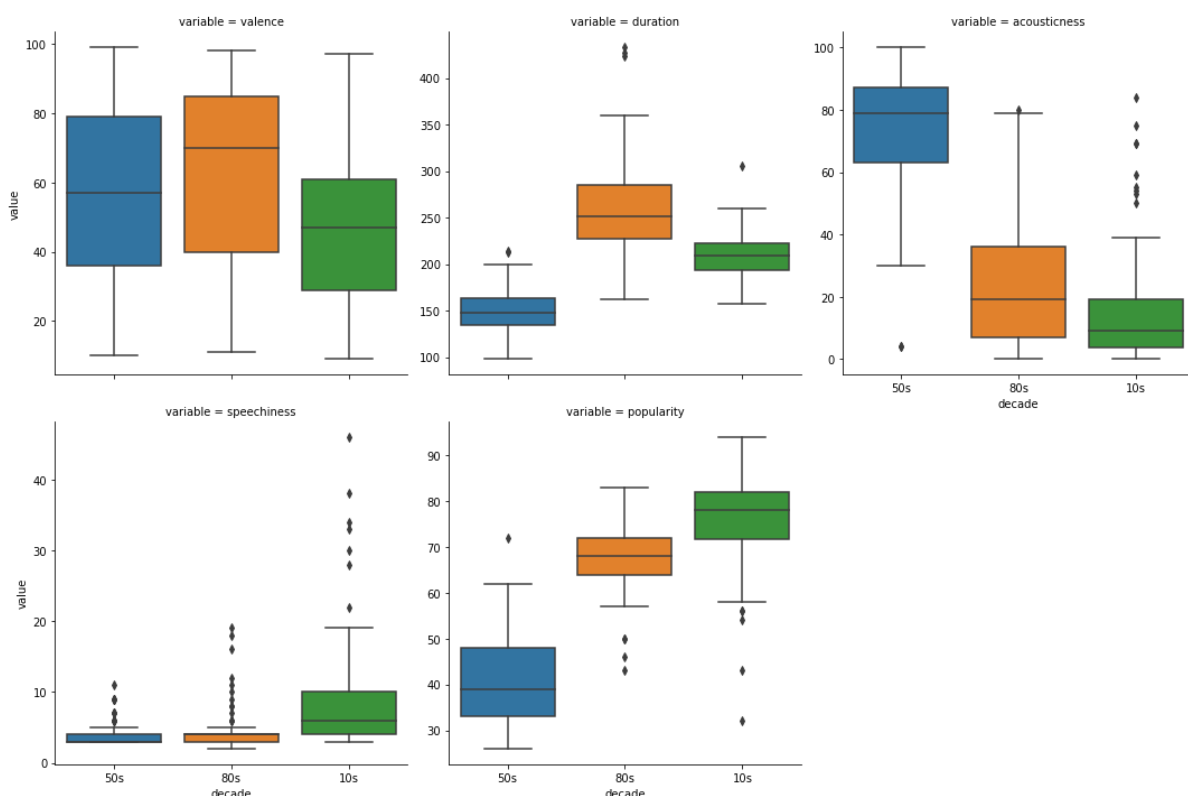 variable = valence
value
100
80
60
40
20
variable = duration
400
350
300
250
200
150
100
variable = acousticness
100
80
60
40
20
0
50s 80s 10s
decade
variable = speechiness
value
40
30
20
10
0
50s 80s 10s
decade
variable = popularity
90
80
70
60
50
40
30
50s 80s 10s
decade